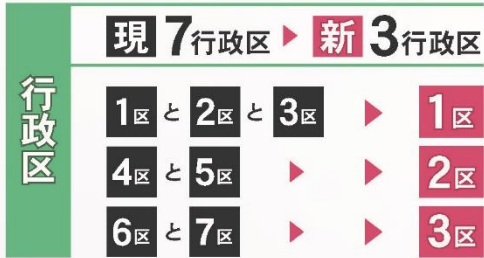 行政区
現 7行政区 ▶ 新 3行政区
1区 と 2区 と 3区 ▶ 1区
4区 と 5区 ▶ ▶ 2区
6区 と 7区 ▶ ▶ 3区